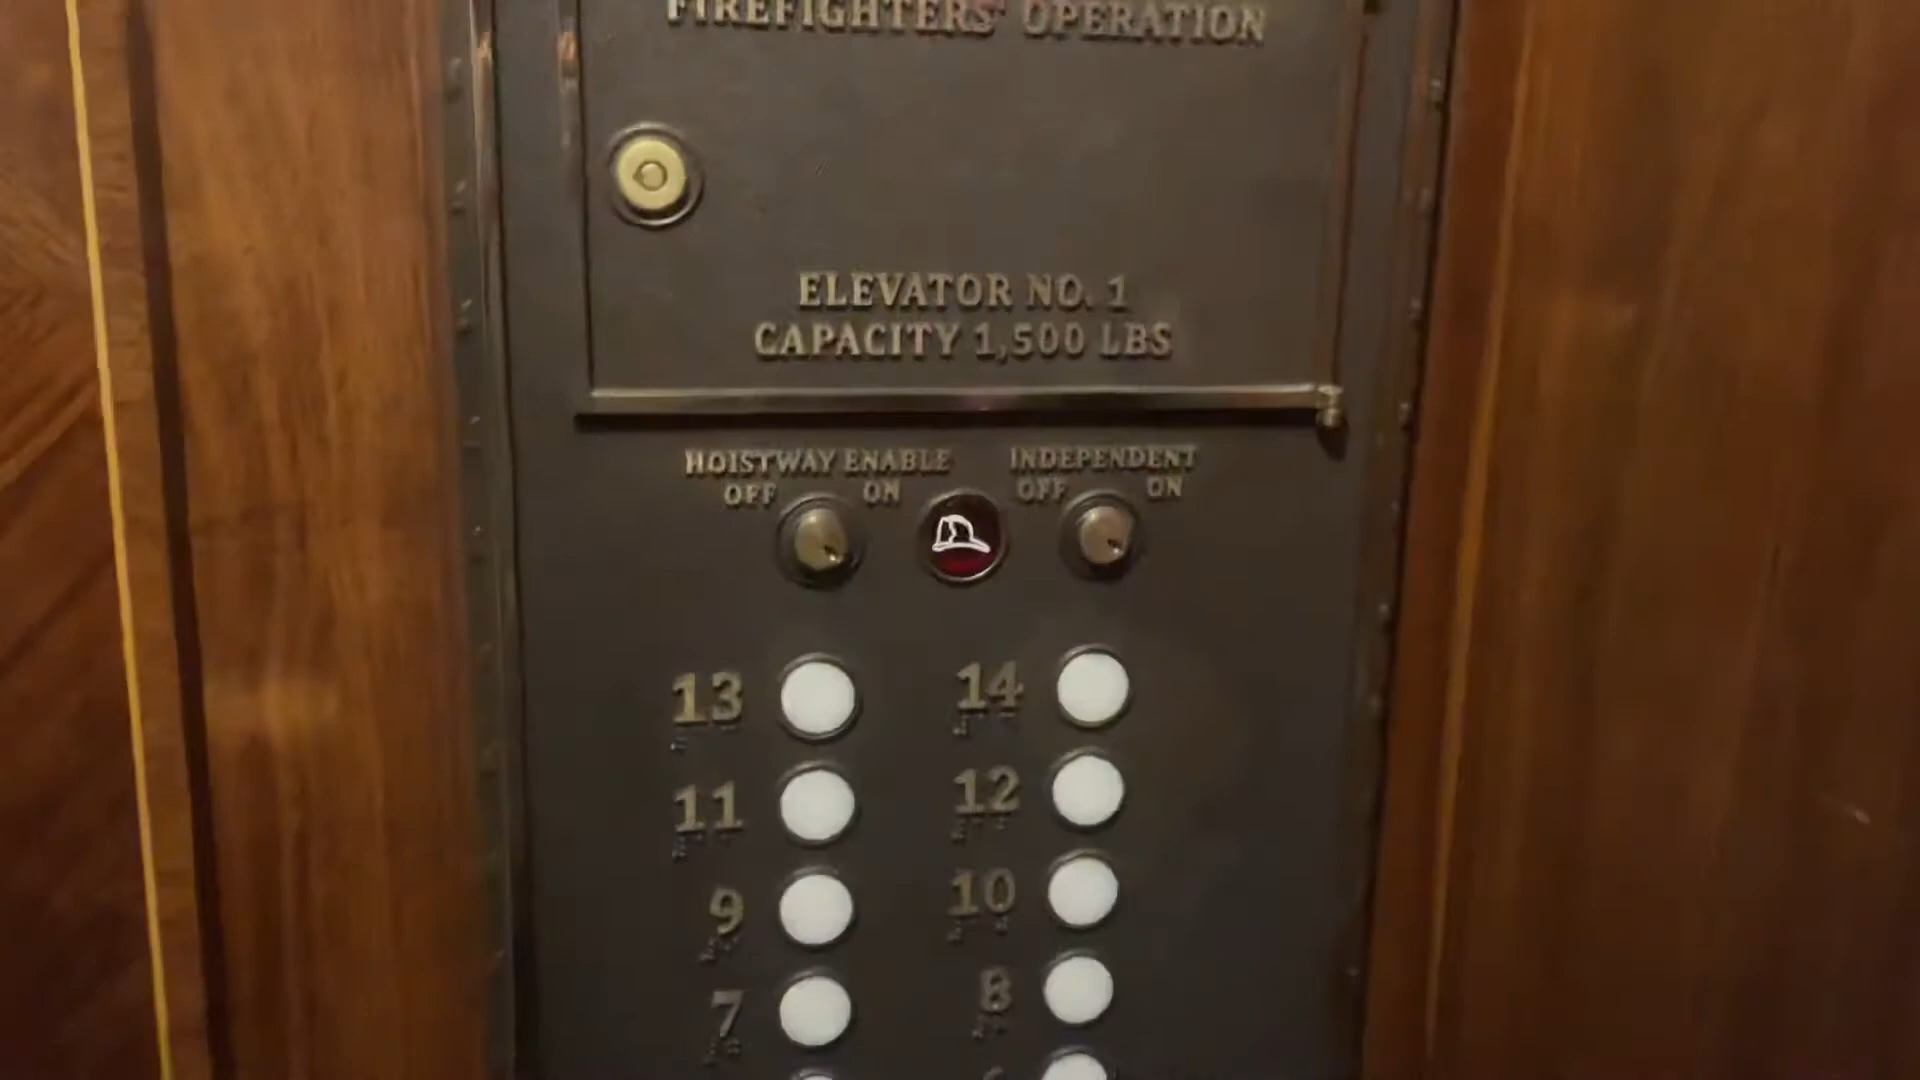 FIREFIGHTERS' OPERATION
ELEVATOR NO. 1
CAPACITY 1,500 LBS
HOISTWAY ENABLE
OFF ON
INDEPENDENT
OFF ON
13 14
11 12
9 10
7 8